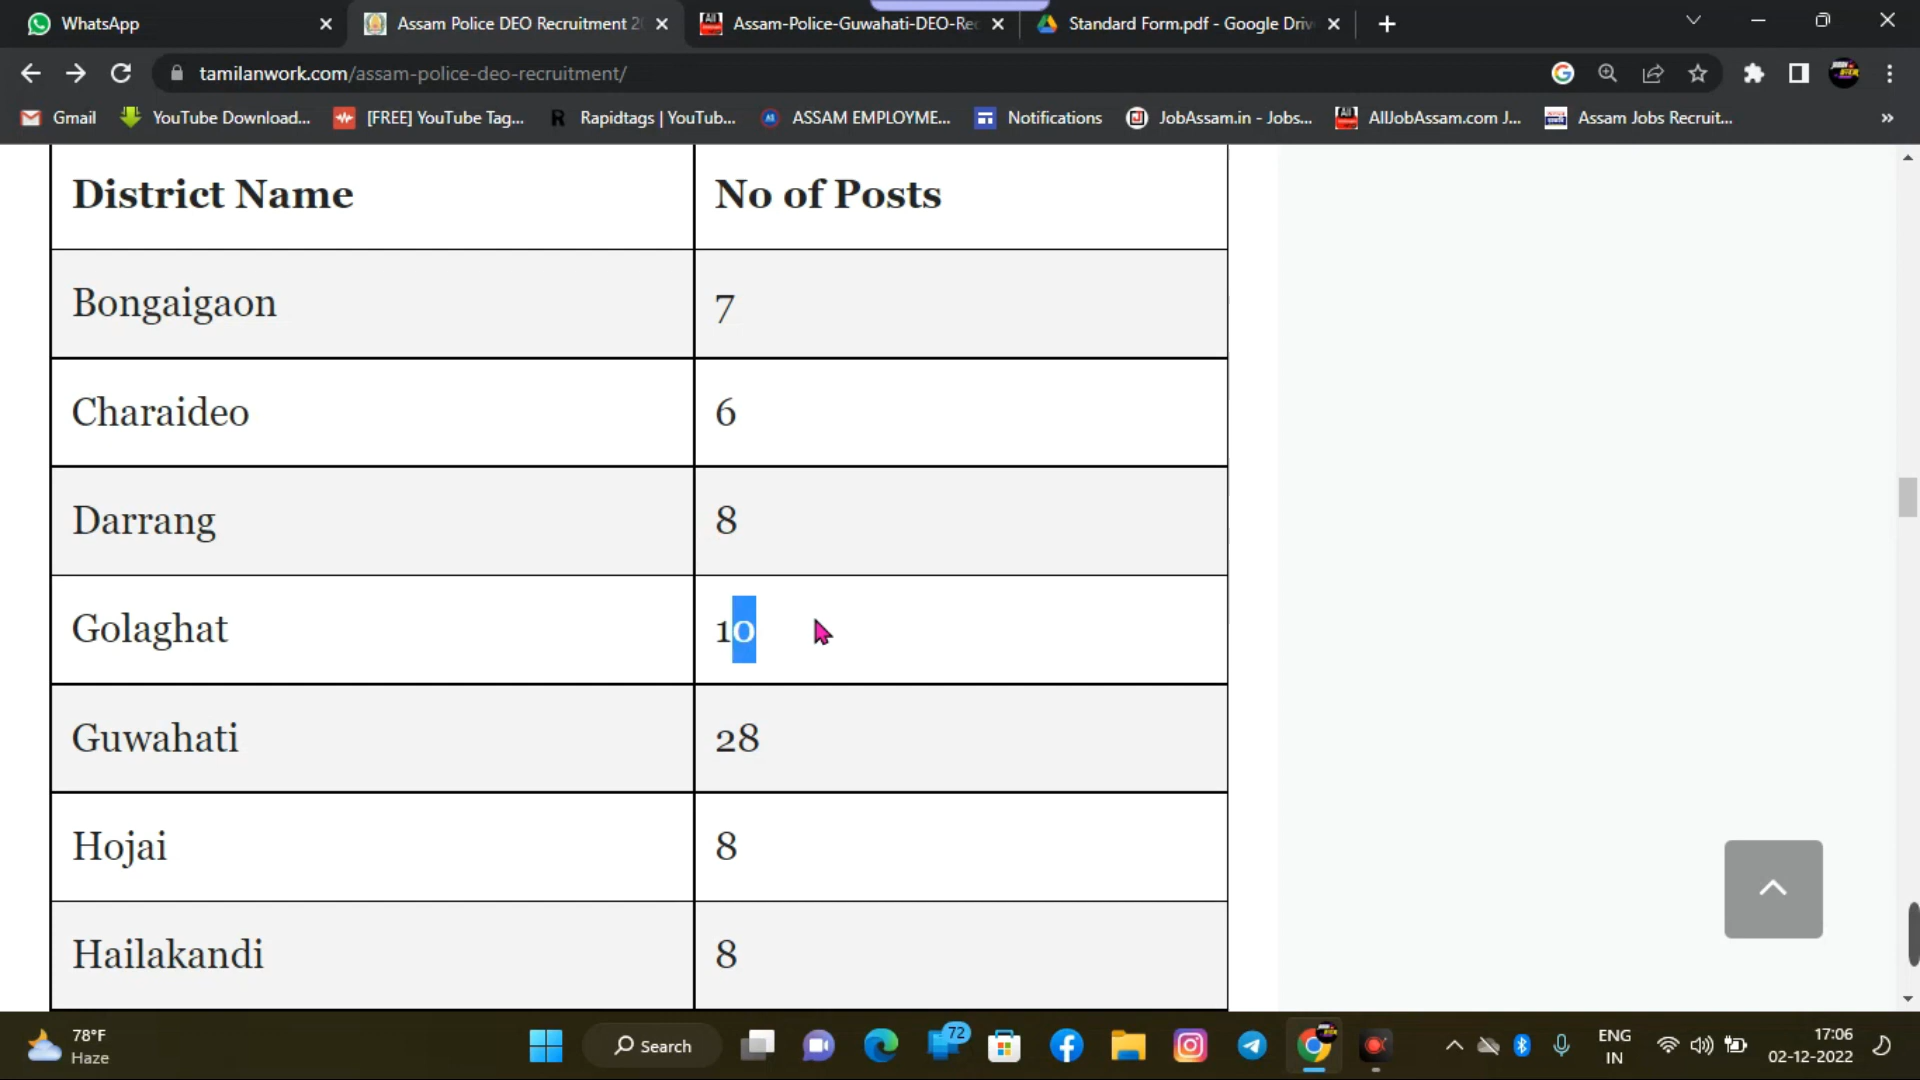 WhatsApp
Assam Police DEO Recruitment 2
Assam-Police-Guwahati-DEO-Rec
Standard Form.pdf - Google Driv
tamilanwork.com/assam-police-deo-recruitment/
Gmail
YouTube Download...
[FREE] YouTube Tag...
R
Rapidtags | YouTub...
ASSAM EMPLOYME...
Notifications
JobAssam.in - Jobs...
AllJobAssam.com J...
Assam Jobs Recruit...
»
District Name No of Posts
Bongaigaon 7
Charaideo 6
Darrang 8
Golaghat 10
Guwahati 28
Hojai 8
Hailakandi 8
78°F
Haze
Search
72
ENG
IN
17:06
02-12-2022